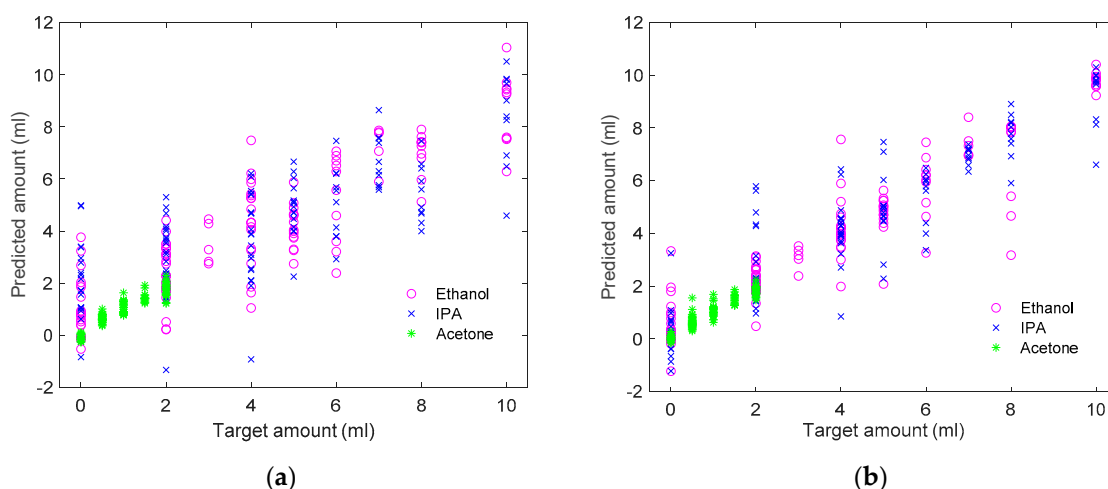 12
10
8
6
4
2
0
-2
Predicted amount (ml)
Ethanol
IPA
Acetone
0 2 4 6 8 10
Target amount (ml)
(a)
12
10
8
6
4
2
0
-2
Predicted amount (ml)
Ethanol
IPA
Acetone
0 2 4 6 8 10
Target amount (ml)
(b)